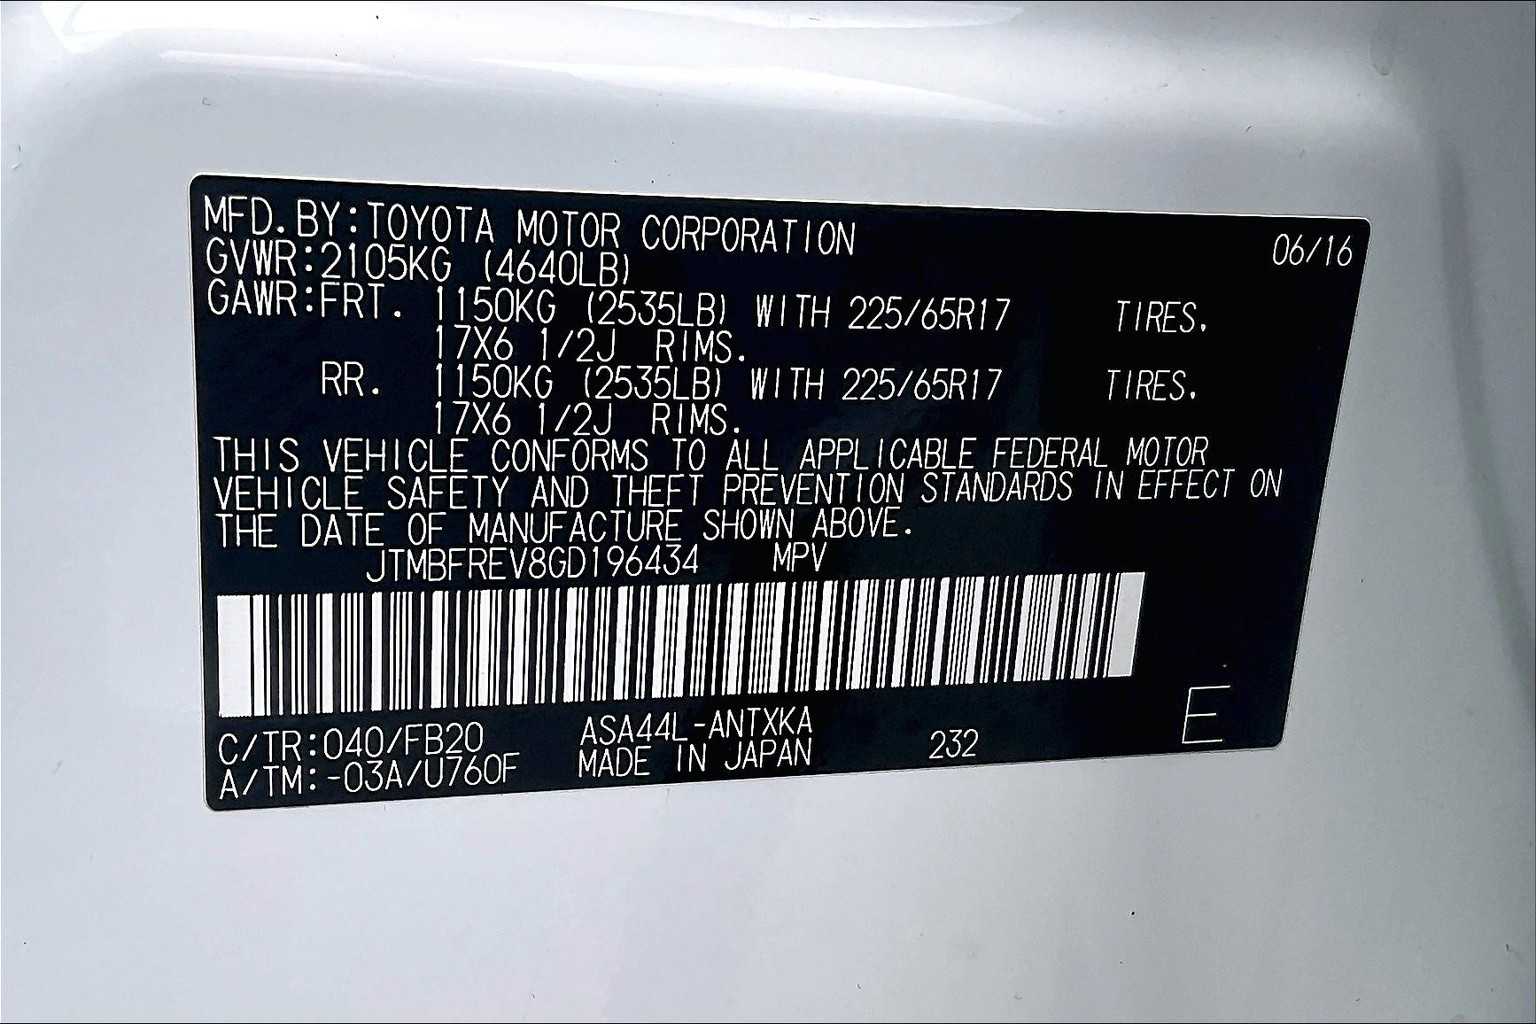 MFD. BY:TOYOTA MOTOR CORPORATION 06/16
GVWR:2105KG (4640LB)
GAWR:FRT. 1150KG (2535LB) WITH 225/65R17 TIRES.
17X6 1/2J RIMS.
RR. 1150KG (2535LB) WITH 225/65R17 TIRES.
17X6 1/2J RIMS.
THIS VEHICLE CONFORMS TO ALL APPLICABLE FEDERAL MOTOR
VEHICLE SAFETY AND THEFT PREVENTION STANDARDS IN EFFECT ON
THE DATE OF MANUFACTURE SHOWN ABOVE.
JTMBFREV8GD196434 MPV
C/TR:040/FB20 ASA44L-ANTXKA
A/TM:-03A/U760F MADE IN JAPAN 232 E